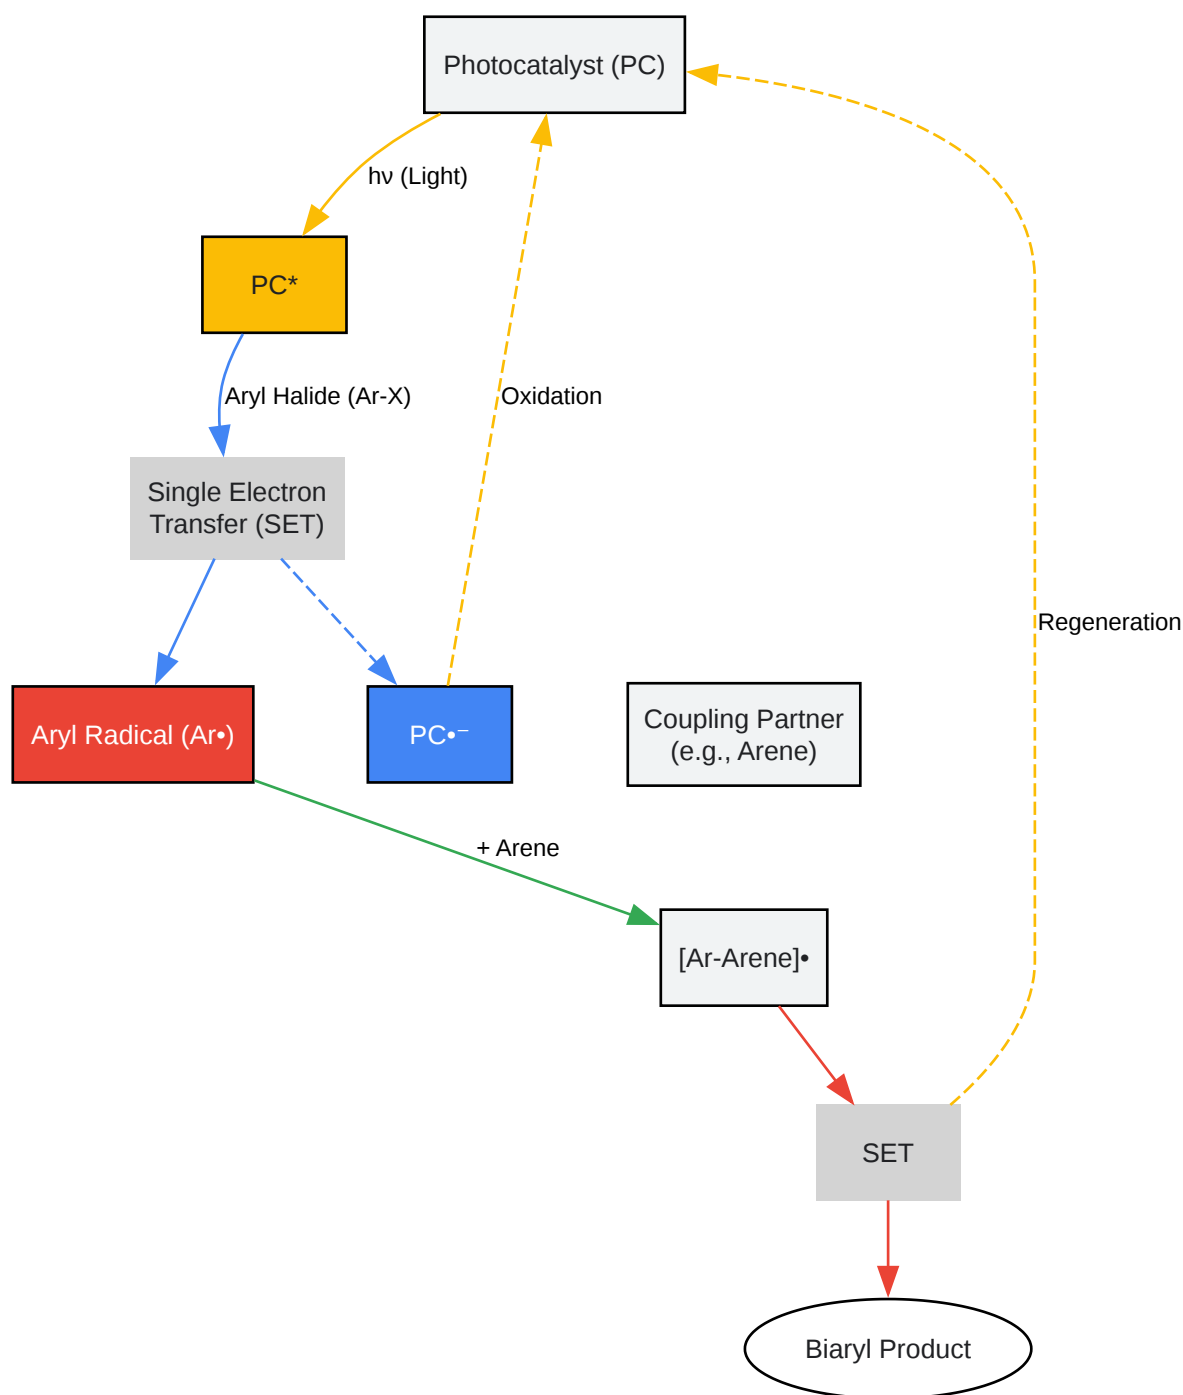 Photocatalyst (PC)
hν (Light)
PC*
Aryl Halide (Ar-X)
Oxidation
Single Electron
Transfer (SET)
Regeneration
Aryl Radical (Ar•)
PC•⁻
Coupling Partner
(e.g., Arene)
+ Arene
[Ar-Arene]•
SET
Biaryl Product